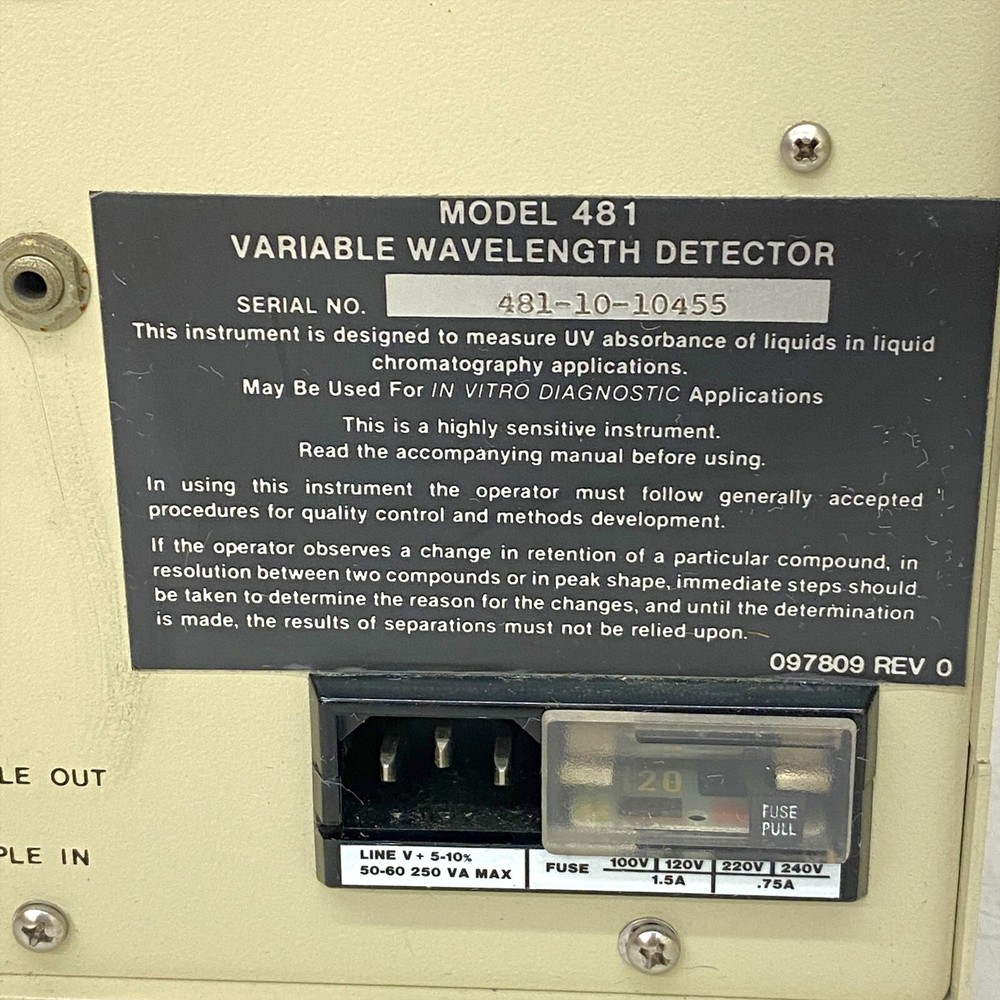 MODEL 481
VARIABLE WAVELENGTH DETECTOR
SERIAL NO. 481-10-10455
This instrument is designed to measure UV absorbance of liquids in liquid
chromatography applications.
May Be Used For IN VITRO DIAGNOSTIC Applications
This is a highly sensitive instrument.
Read the accompanying manual before using.
In using this instrument the operator must follow generally accepted
procedures for quality control and methods development.
If the operator observes a change in retention of a particular compound, in
resolution between two compounds or in peak shape, immediate steps should
be taken to determine the reason for the changes, and until the determination
is made, the results of separations must not be relied upon.
097809 REV 0
LE OUT
PLE IN
20
FUSE
PULL
LINE V + 5-10%
50-60 250 VA MAX
FUSE 100V 120V 220V 240V
1.5A .75A